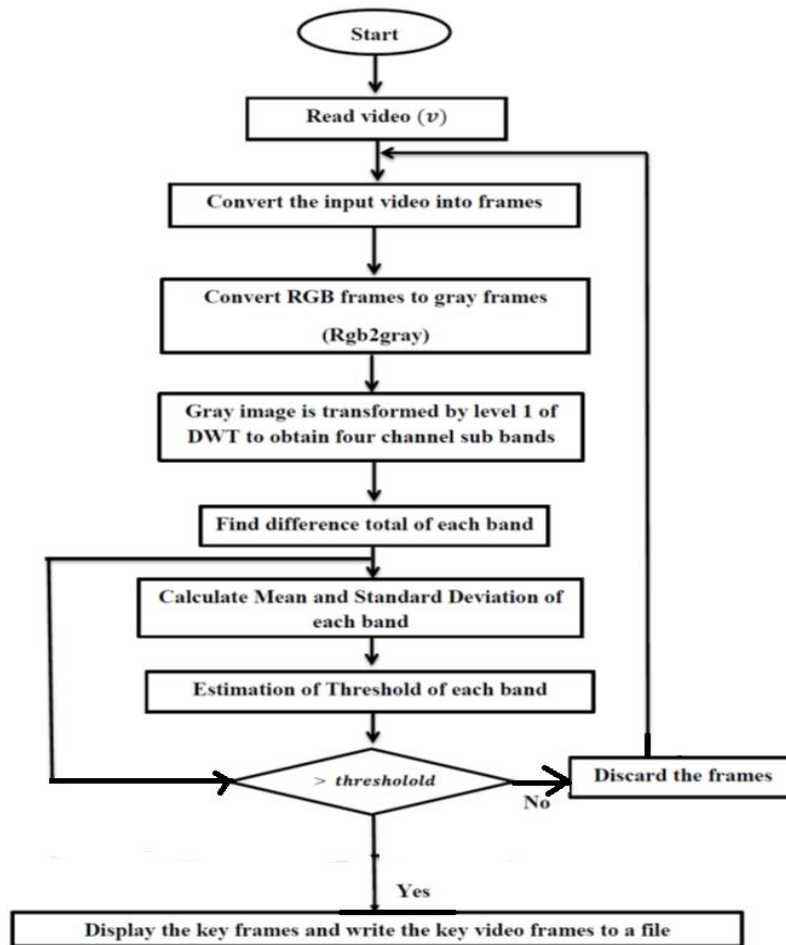 Start
Read video (v)
Convert the input video into frames
Convert RGB frames to gray frames
(Rgb2gray)
Gray image is transformed by level 1 of
DWT to obtain four channel sub bands
Find difference total of each band
Calculate Mean and Standard Deviation of
each band
Estimation of Threshold of each band
> thresholold
Discard the frames
No
Yes
Display the key frames and write the key video frames to a file